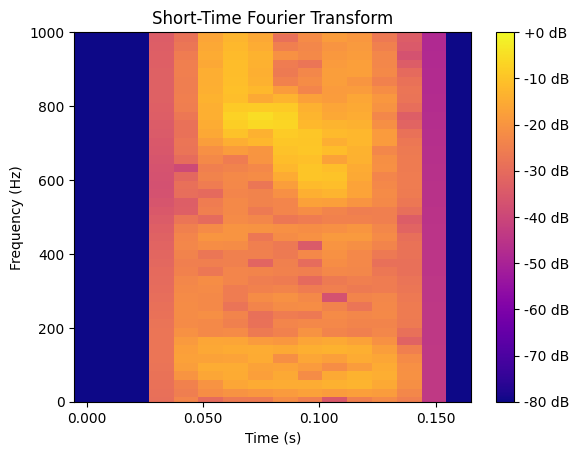 Short-Time Fourier Transform
1000
800
600
400
200
0
Frequency (Hz)
0.000
0.050
0.100
0.150
Time (s)
+0 dB
-10 dB
-20 dB
-30 dB
-40 dB
-50 dB
-60 dB
-70 dB
-80 dB